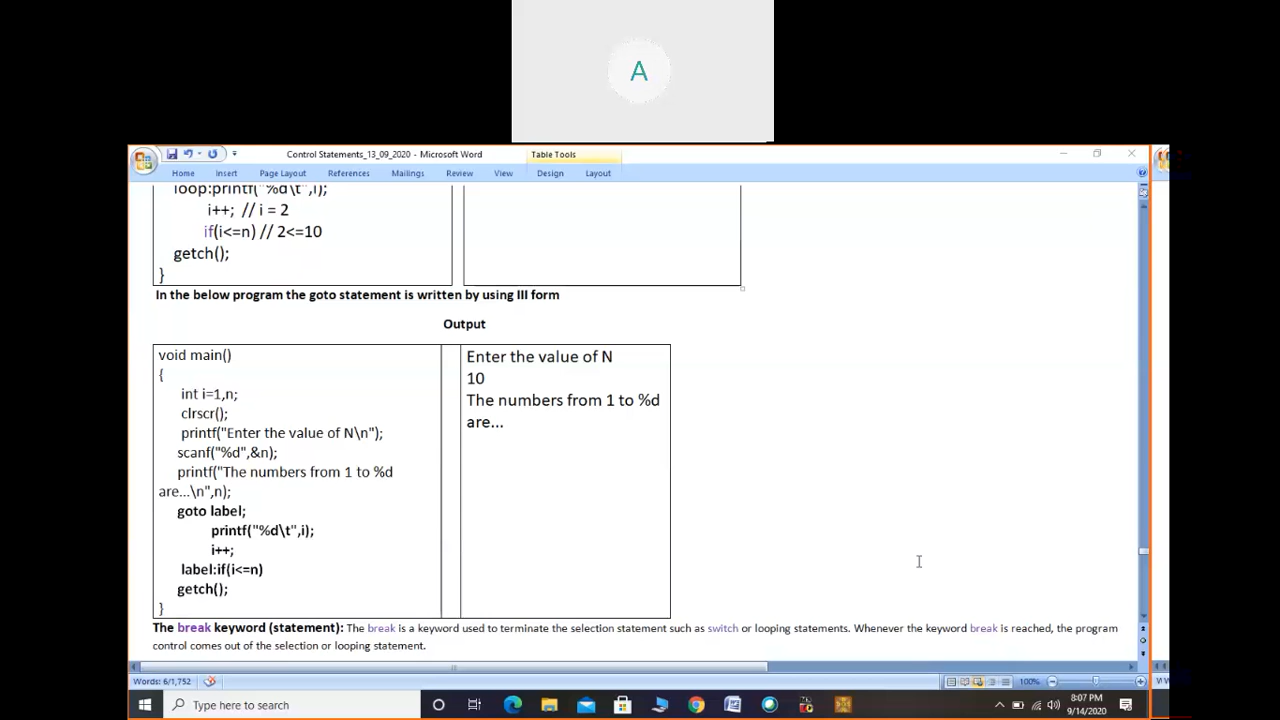 A
Control Statements_13_09_2020 - Microsoft Word
Table Tools
Home Insert Page Layout References Mailings Review View Design Layout
loop:printf("%d\t",i);
i++; // i = 2
if(i<=n) // 2<=10
getch();
}
In the below program the goto statement is written by using III form
Output
void main()
{
int i=1,n;
clrscr();
printf("Enter the value of N\n");
scanf("%d",&n);
printf("The numbers from 1 to %d
are...\n",n);
goto label;
printf("%d\t",i);
i++;
label:if(i<=n)
getch();
}
Enter the value of N
10
The numbers from 1 to %d
are...
The break keyword (statement): The break is a keyword used to terminate the selection statement such as switch or looping statements. Whenever the keyword break is reached, the program
control comes out of the selection or looping statement.
Words: 6/1,752
100%
Type here to search
8:07 PM
9/14/2020